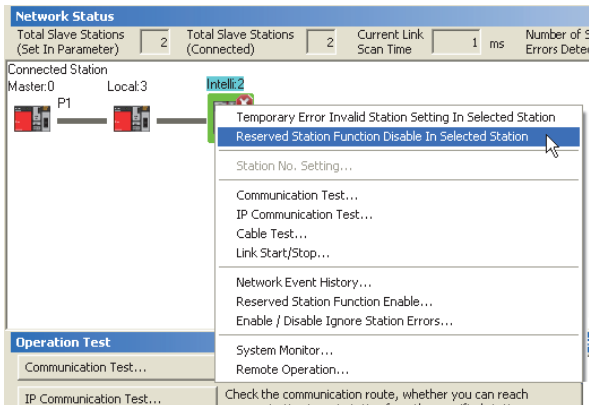 Network Status
Total Slave Stations
(Set In Parameter)
2
Total Slave Stations
(Connected)
2
Current Link
Scan Time
1
ms
Number of
Errors
Connected Station
Master:0
Local:3
Intelli:2
P1
Temporary Error Invalid Station Setting In Selected Station
Reserved Station Function Disable In Selected Station
Station No. Setting...
Communication Test...
IP Communication Test...
Cable Test...
Link Start/Stop...
Network Event History...
Reserved Station Function Enable...
Enable / Disable Ignore Station Errors...
System Monitor...
Remote Operation...
Operation Test
Communication Test...
IP Communication Test...
Check the communication route, whether you can reach